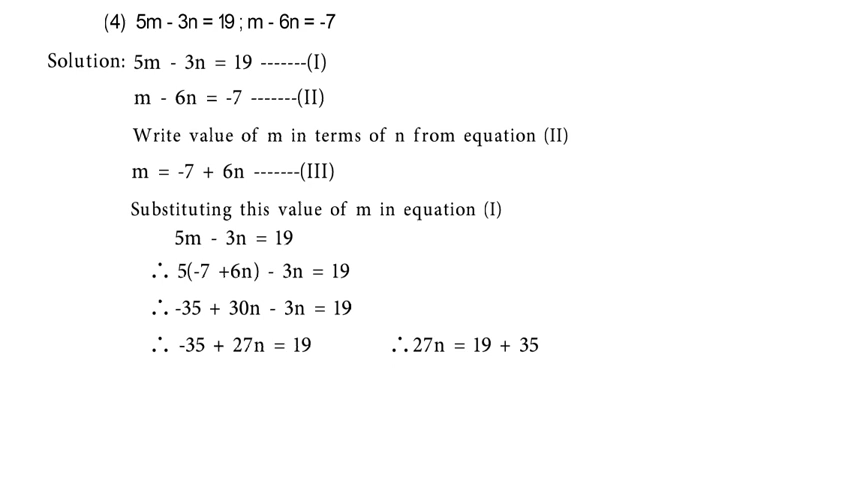 (4) 5m - 3n = 19 ; m - 6n = -7
Solution: 5m - 3n = 19 -------(I)
m - 6n = -7 -------(II)
Write value of m in terms of n from equation (II)
m = -7 + 6n -------(III)
Substituting this value of m in equation (I)
5m - 3n = 19
∴ 5(-7 +6n) - 3n = 19
∴ -35 + 30n - 3n = 19
∴ -35 + 27n = 19 ∴ 27n = 19 + 35